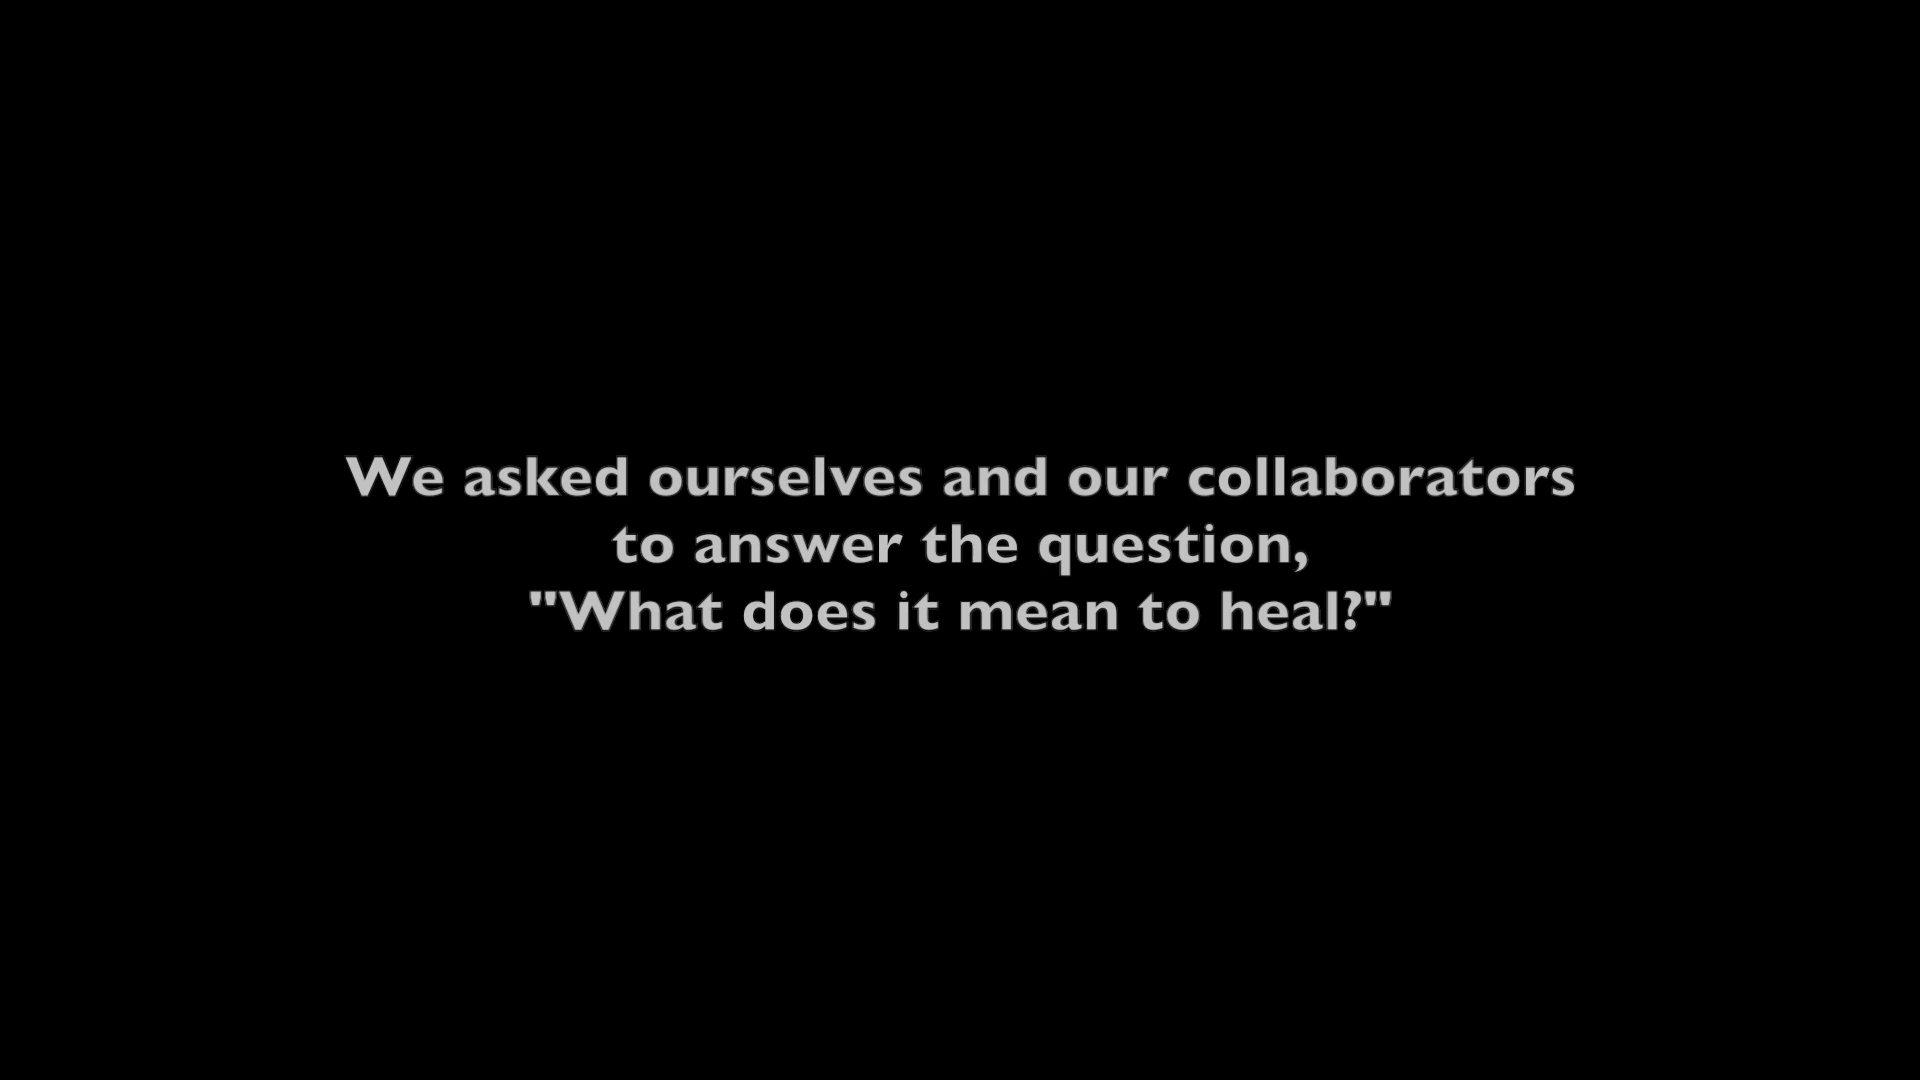 We asked ourselves and our collaborators
to answer the question,
"What does it mean to heal?"